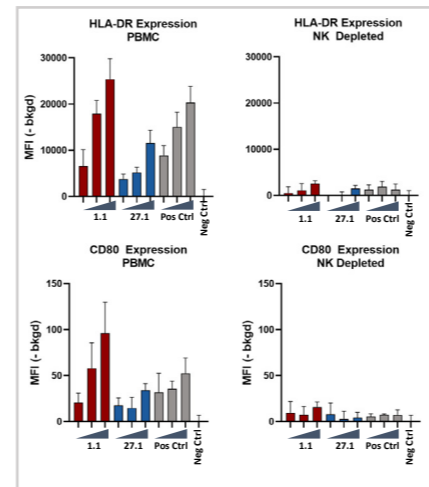 HLA-DR Expression
PBMC
MFI (- bkgd)
30000
20000
10000
0
1.1
27.1
Pos Ctrl
Neg Ctrl
HLA-DR Expression
NK Depleted
30000
20000
10000
0
1.1
27.1
Pos Ctrl
Neg Ctrl
CD80 Expression
PBMC
MFI (- bkgd)
150
100
50
0
1.1
27.1
Pos Ctrl
Neg Ctrl
CD80 Expression
NK Depleted
MFI (- bkgd)
150
100
50
0
1.1
27.1
Pos Ctrl
Neg Ctrl